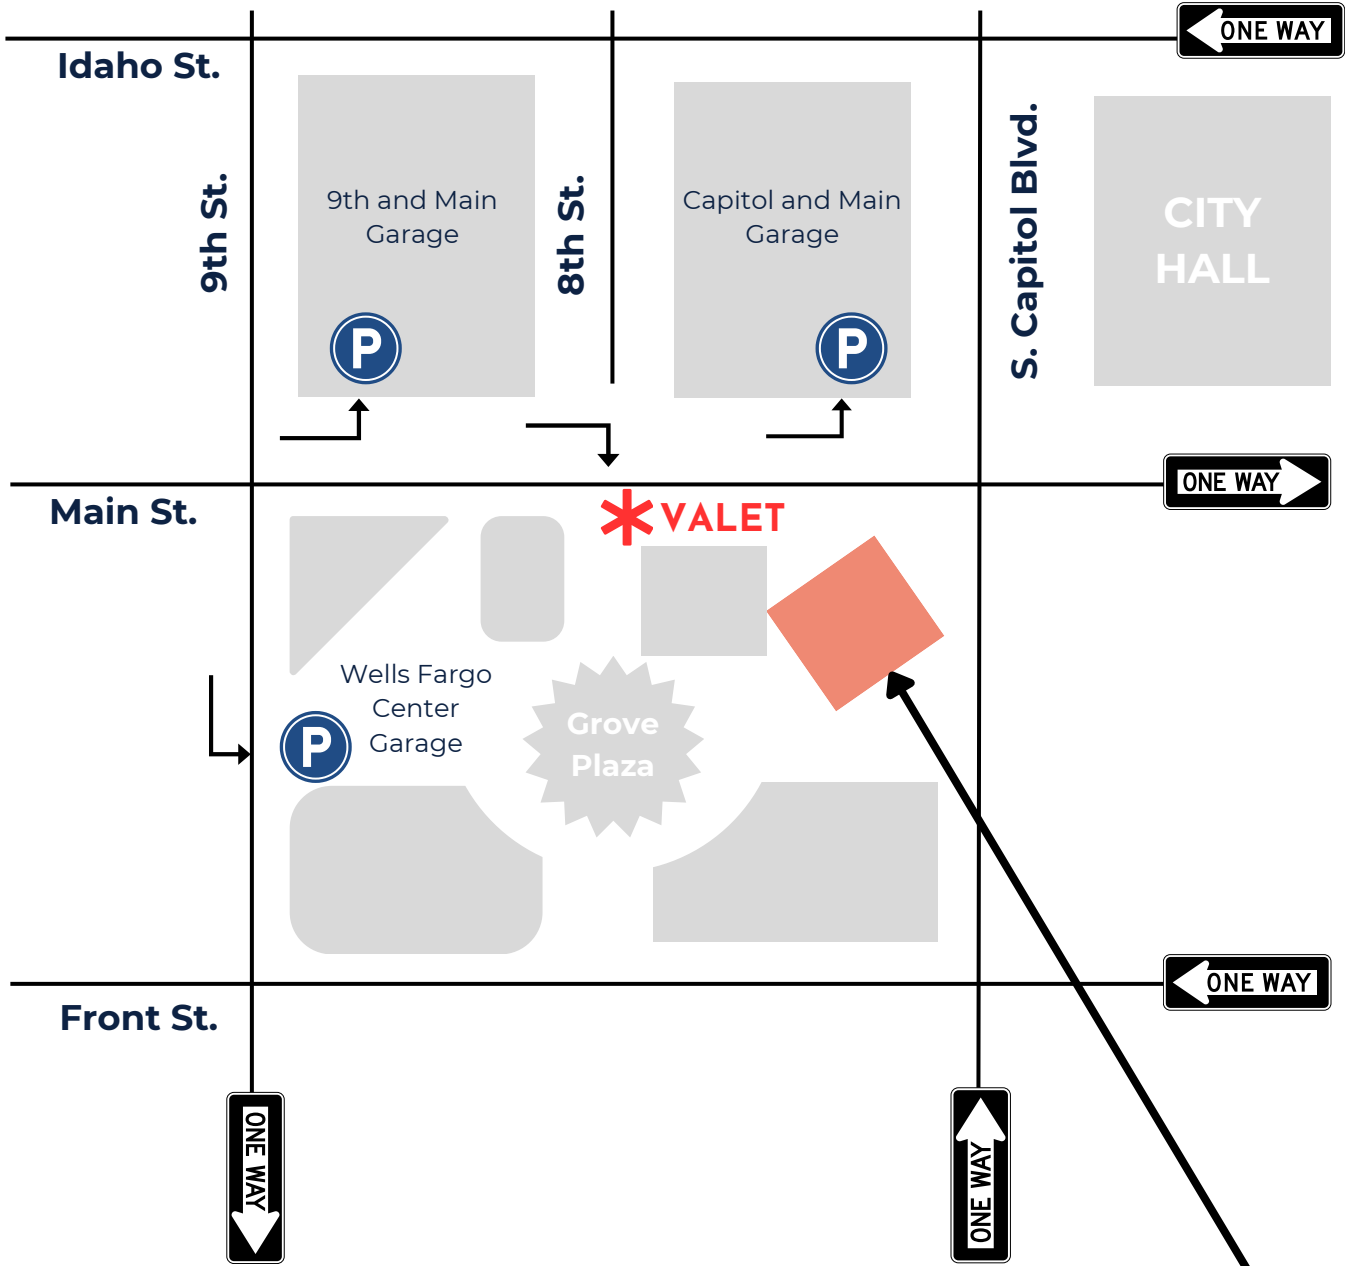 ONE WAY
Idaho St.
9th St.
9th and Main
Garage
P
8th St.
Capitol and Main
Garage
P
S. Capitol Blvd.
CITY
HALL
ONE WAY
Main St.
VALET
Wells Fargo
Center
Garage
P
Grove
Plaza
ONE WAY
Front St.
ONE WAY
ONE WAY